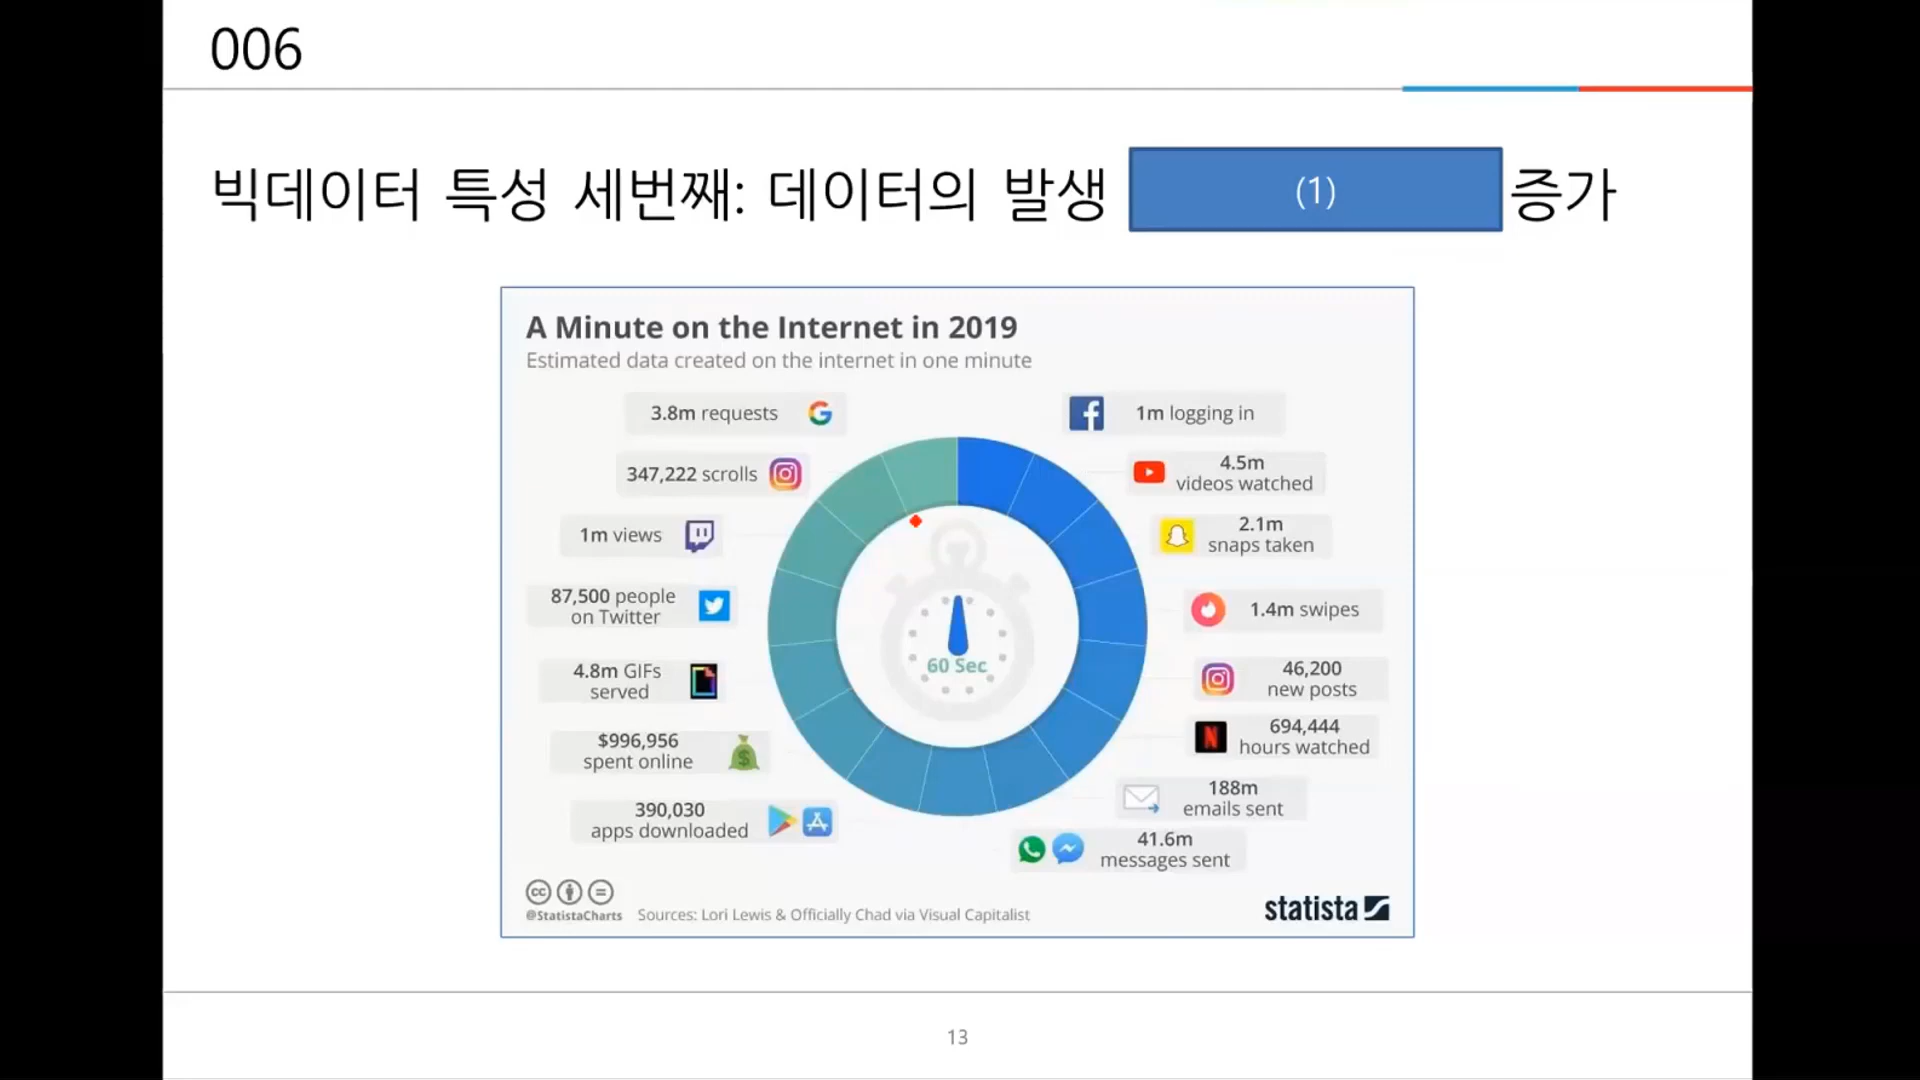 006
빅데이터 특성 세번째: 데이터의 발생 (1) 증가
A Minute on the Internet in 2019
Estimated data created on the internet in one minute
3.8m requests
1m logging in
347,222 scrolls
4.5m
videos watched
1m views
2.1m
snaps taken
87,500 people
on Twitter
1.4m swipes
4.8m GIFs
served
46,200
new posts
$996,956
spent online
694,444
hours watched
390,030
apps downloaded
188m
emails sent
41.6m
messages sent
60 Sec
cc
@StatistaCharts
Sources: Lori Lewis & Officially Chad via Visual Capitalist
statista
13